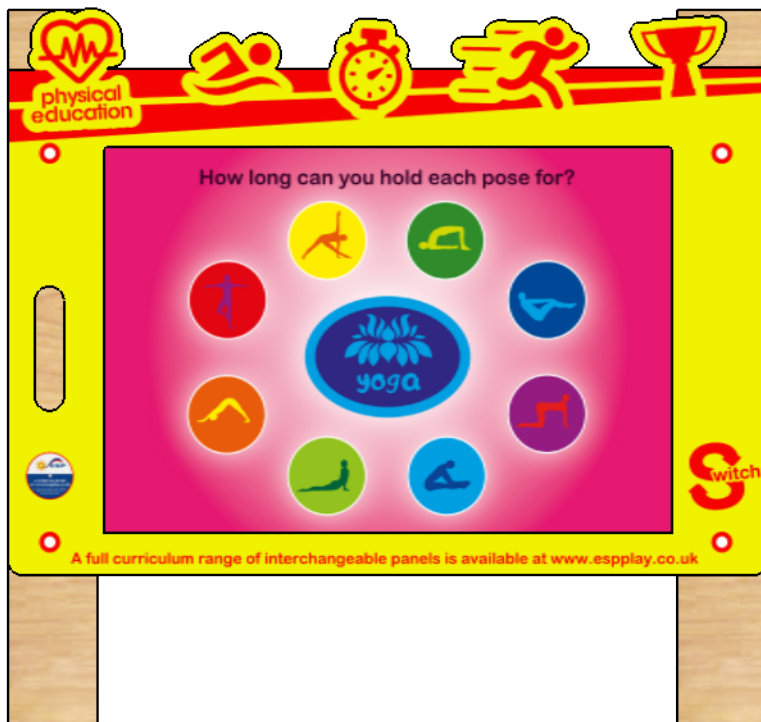 physical
education
How long can you hold each pose for?
yoga
ESP
Switch
A full curriculum range of interchangeable panels is available at www.espplay.co.uk